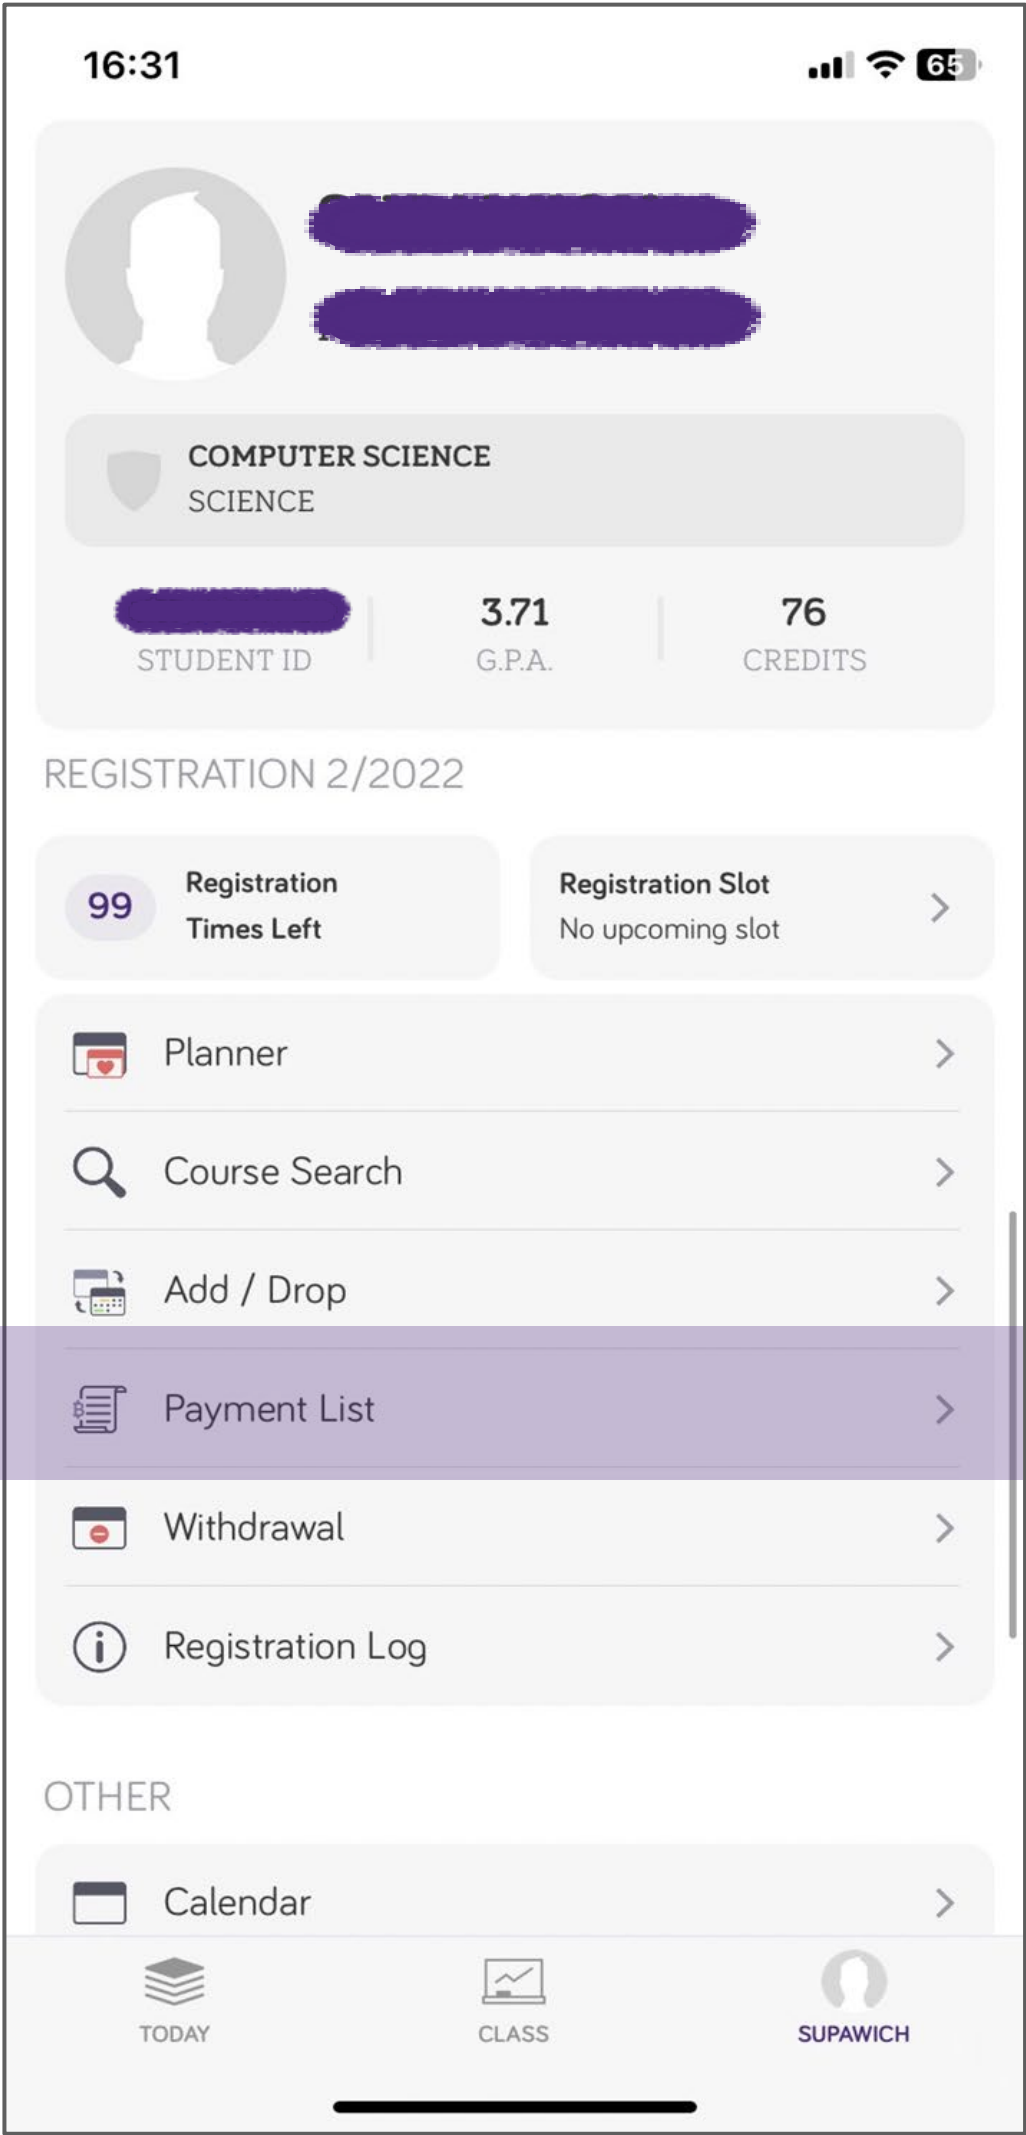 16:31
65
COMPUTER SCIENCE
SCIENCE
STUDENT ID
3.71
G.P.A.
76
CREDITS
REGISTRATION 2/2022
99
Registration
Times Left
Registration Slot
No upcoming slot
Planner
Course Search
Add / Drop
Payment List
Withdrawal
Registration Log
OTHER
Calendar
TODAY
CLASS
SUPAWICH